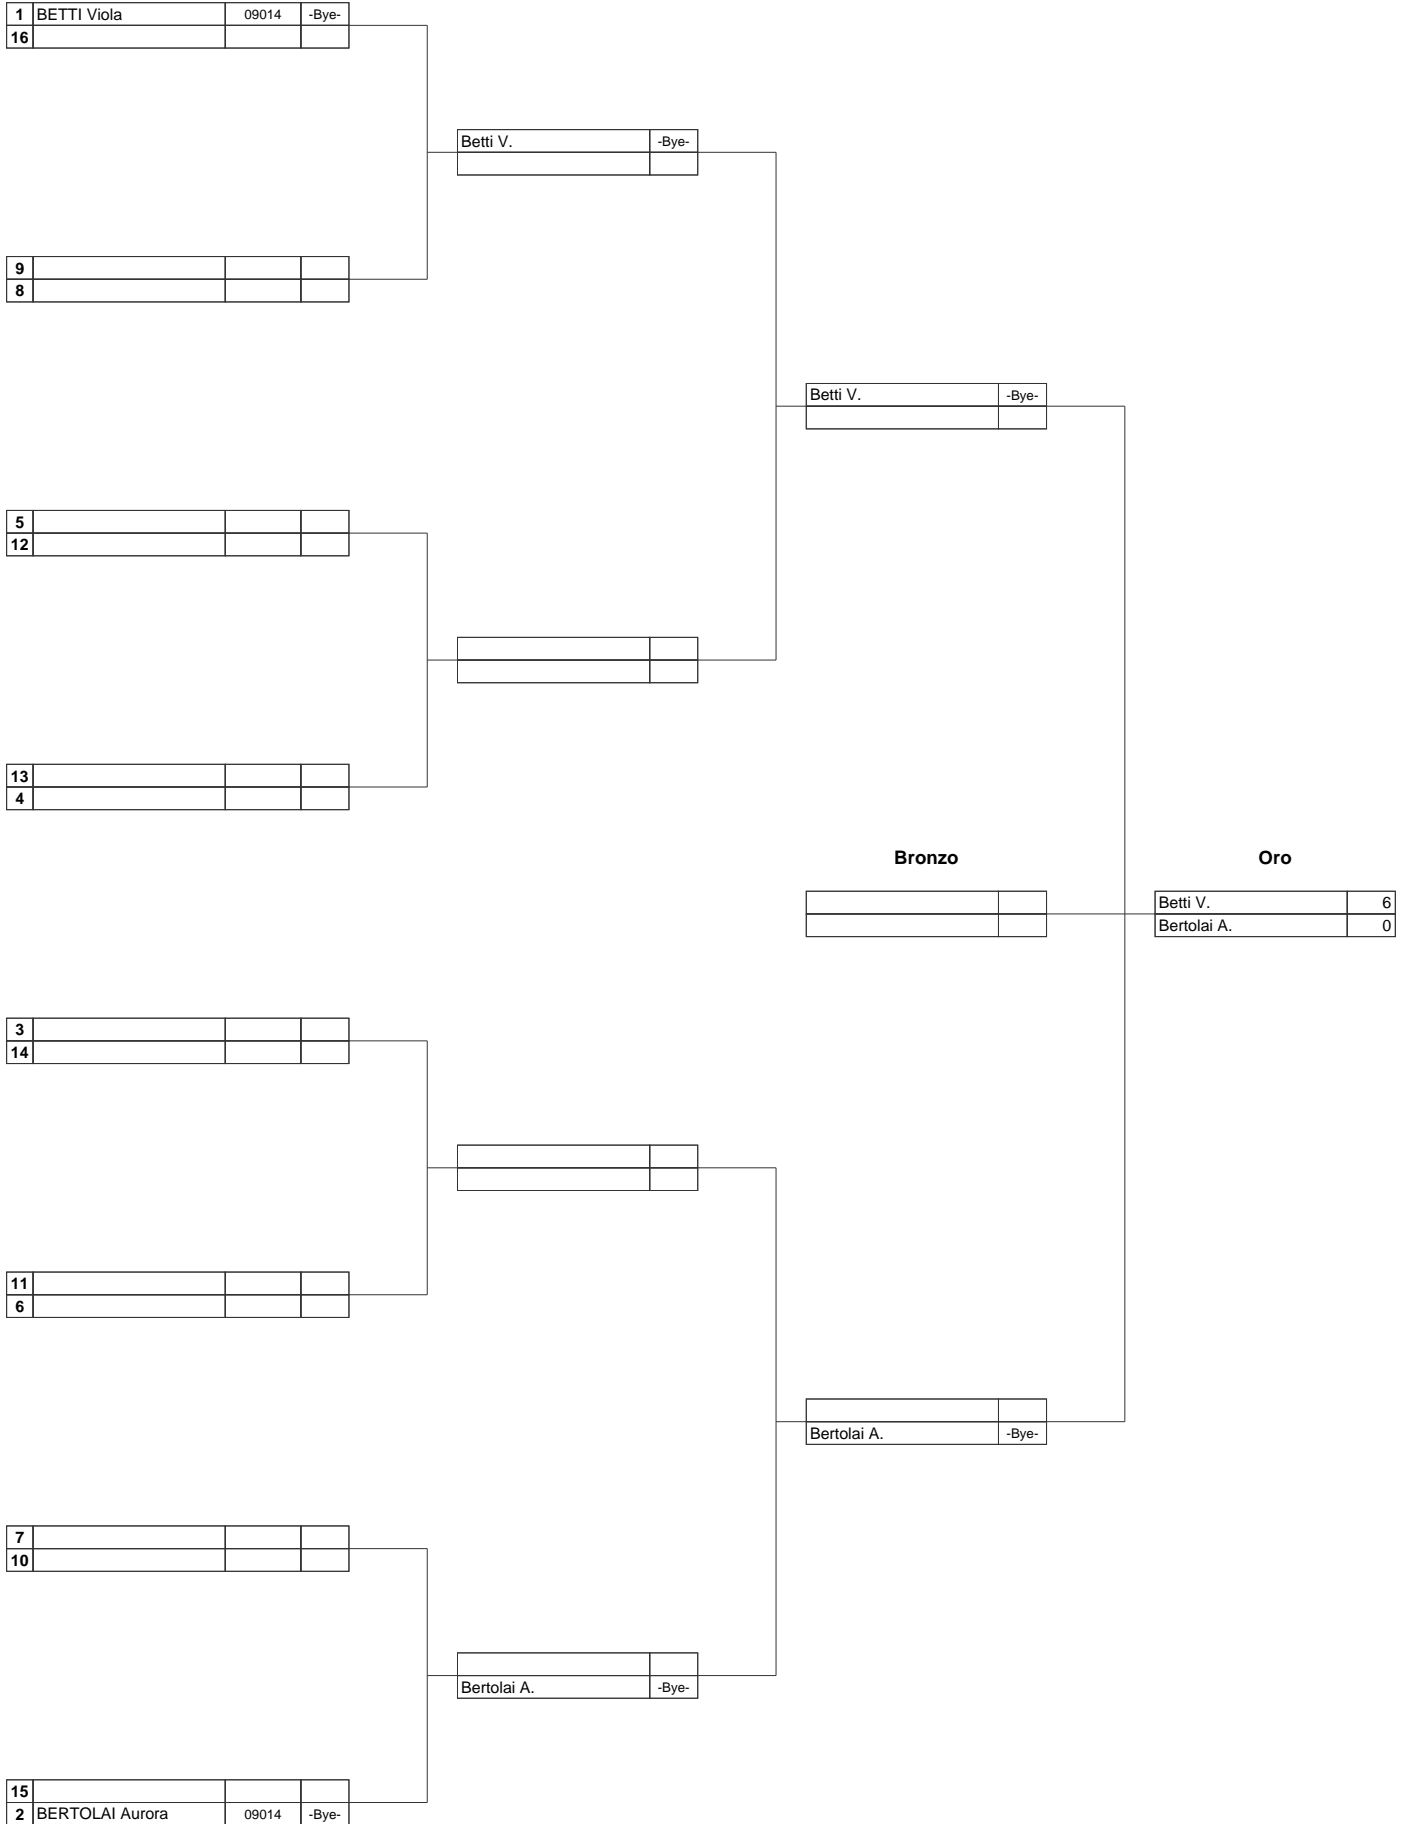 1 BETTI Viola 09014 -Bye-
16
Betti V. -Bye-
9
8
Betti V. -Bye-
5
12
13
4
Bronzo Oro
Betti V. 6
Bertolai A. 0
3
14
11
6
Bertolai A. -Bye-
7
10
Bertolai A. -Bye-
15
2 BERTOLAI Aurora 09014 -Bye-